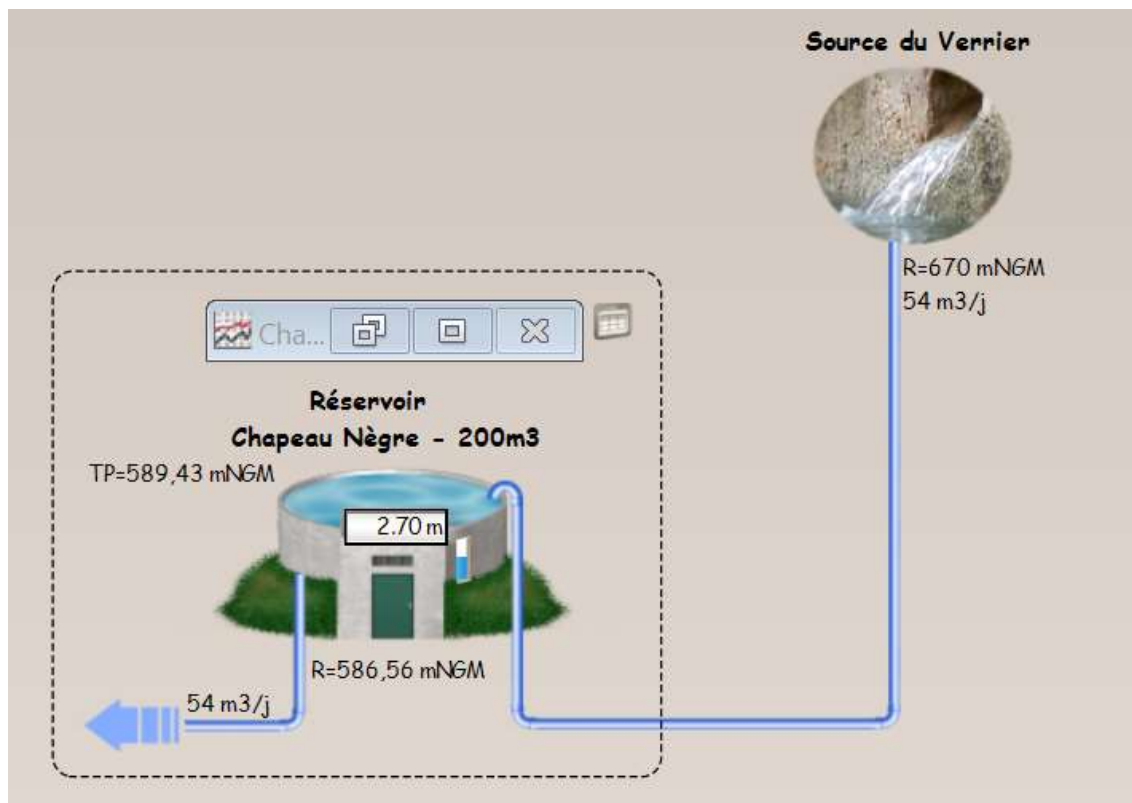 Source du Verrier
R=670 mNGM
54 m3/j
Cha...
Réservoir
Chapeau Nègre - 200m3
TP=589,43 mNGM
2.70 m
R=586,56 mNGM
54 m3/j